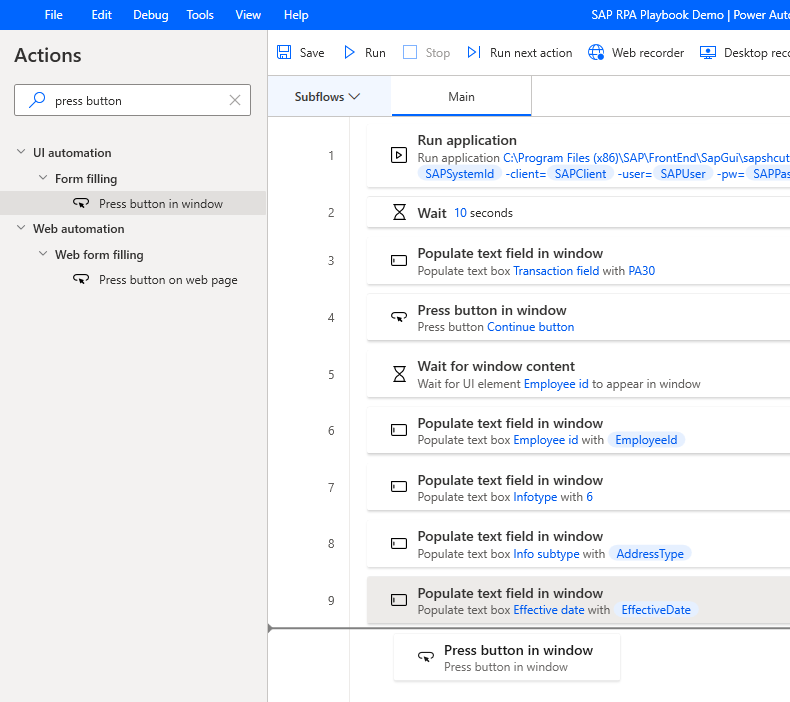 File Edit Debug Tools View Help SAP RPA Playbook Demo | Power Auto
Actions
Save Run Stop Run next action Web recorder Desktop reco
press button
Subflows Main
UI automation
Form filling
Press button in window
Web automation
Web form filling
Press button on web page
1 Run application
Run application C:\Program Files (x86)\SAP\FrontEnd\SapGui\sapshcut
SAPSystemId -client= SAPClient -user= SAPUser -pw= SAPPas
2 Wait 10 seconds
3 Populate text field in window
Populate text box Transaction field with PA30
4 Press button in window
Press button Continue button
5 Wait for window content
Wait for UI element Employee id to appear in window
6 Populate text field in window
Populate text box Employee id with EmployeeId
7 Populate text field in window
Populate text box Infotype with 6
8 Populate text field in window
Populate text box Info subtype with AddressType
9 Populate text field in window
Populate text box Effective date with EffectiveDate
Press button in window
Press button in window